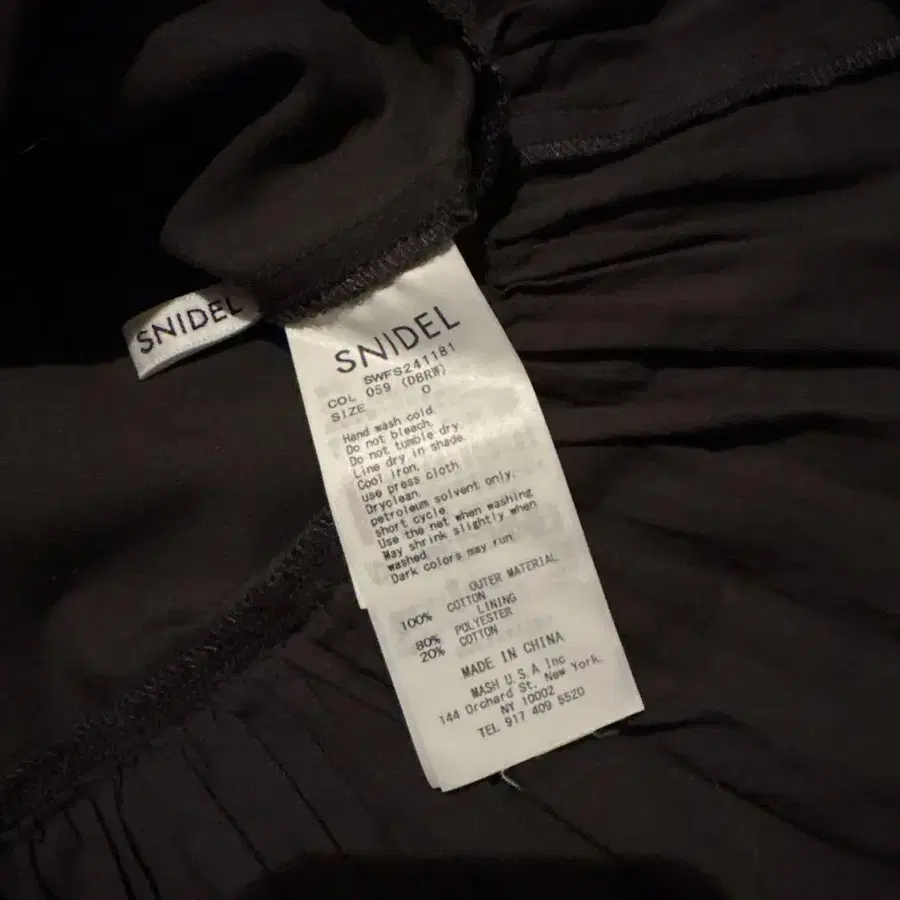 SNIDEL
SNIDEL
SWFS241181
COL 059 (DBRW)
SIZE 0
Hand wash cold.
Do not bleach.
Do not tumble dry.
Line dry in shade.
Cool iron.
use press cloth.
Dryclean.
petroleum solvent only.
short cycle.
Use the net when washing
May shrink slightly when
washed.
Dark colors may run.
OUTER MATERIAL
100% COTTON
LINING
80% POLYESTER
20% COTTON
MADE IN CHINA
MASH U.S.A Inc
144 Orchard St. New York.
NY 10002
TEL 917 409 5520